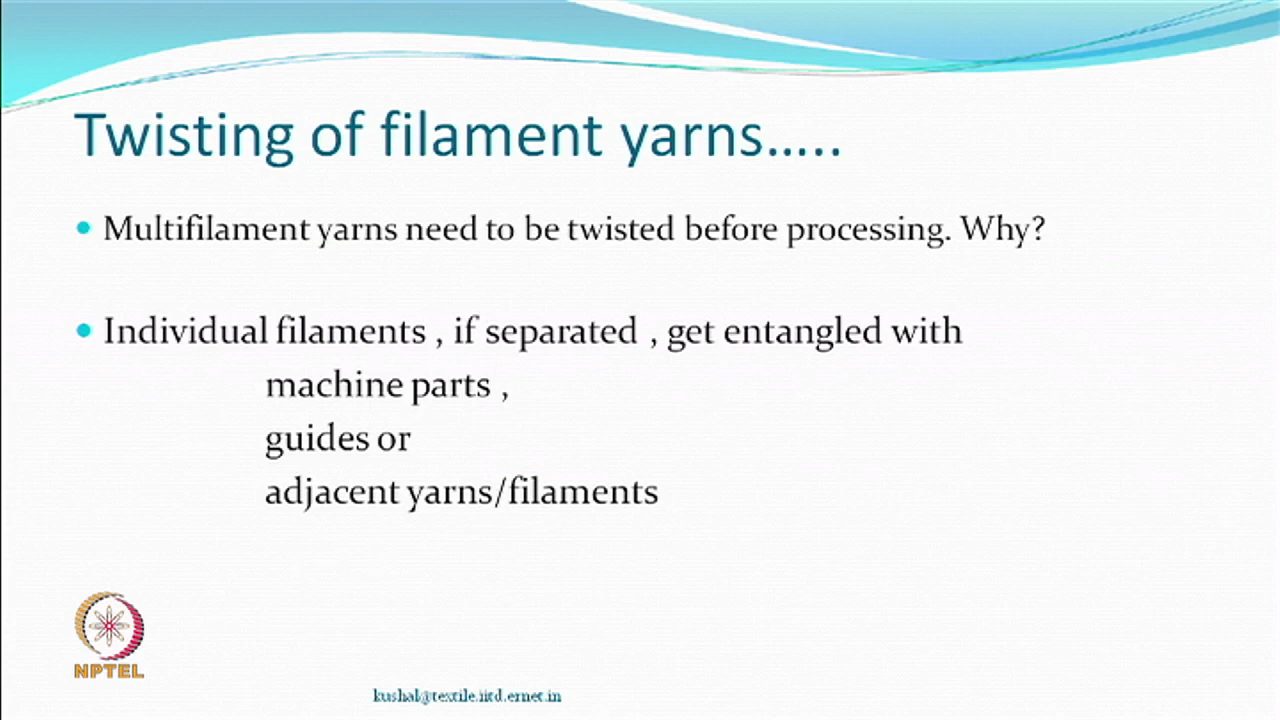 Twisting of filament yarns.....
Multifilament yarns need to be twisted before processing. Why?
Individual filaments , if separated , get entangled with
machine parts ,
guides or
adjacent yarns/filaments
NPTEL
kushal@textile.iitd.ernet.in